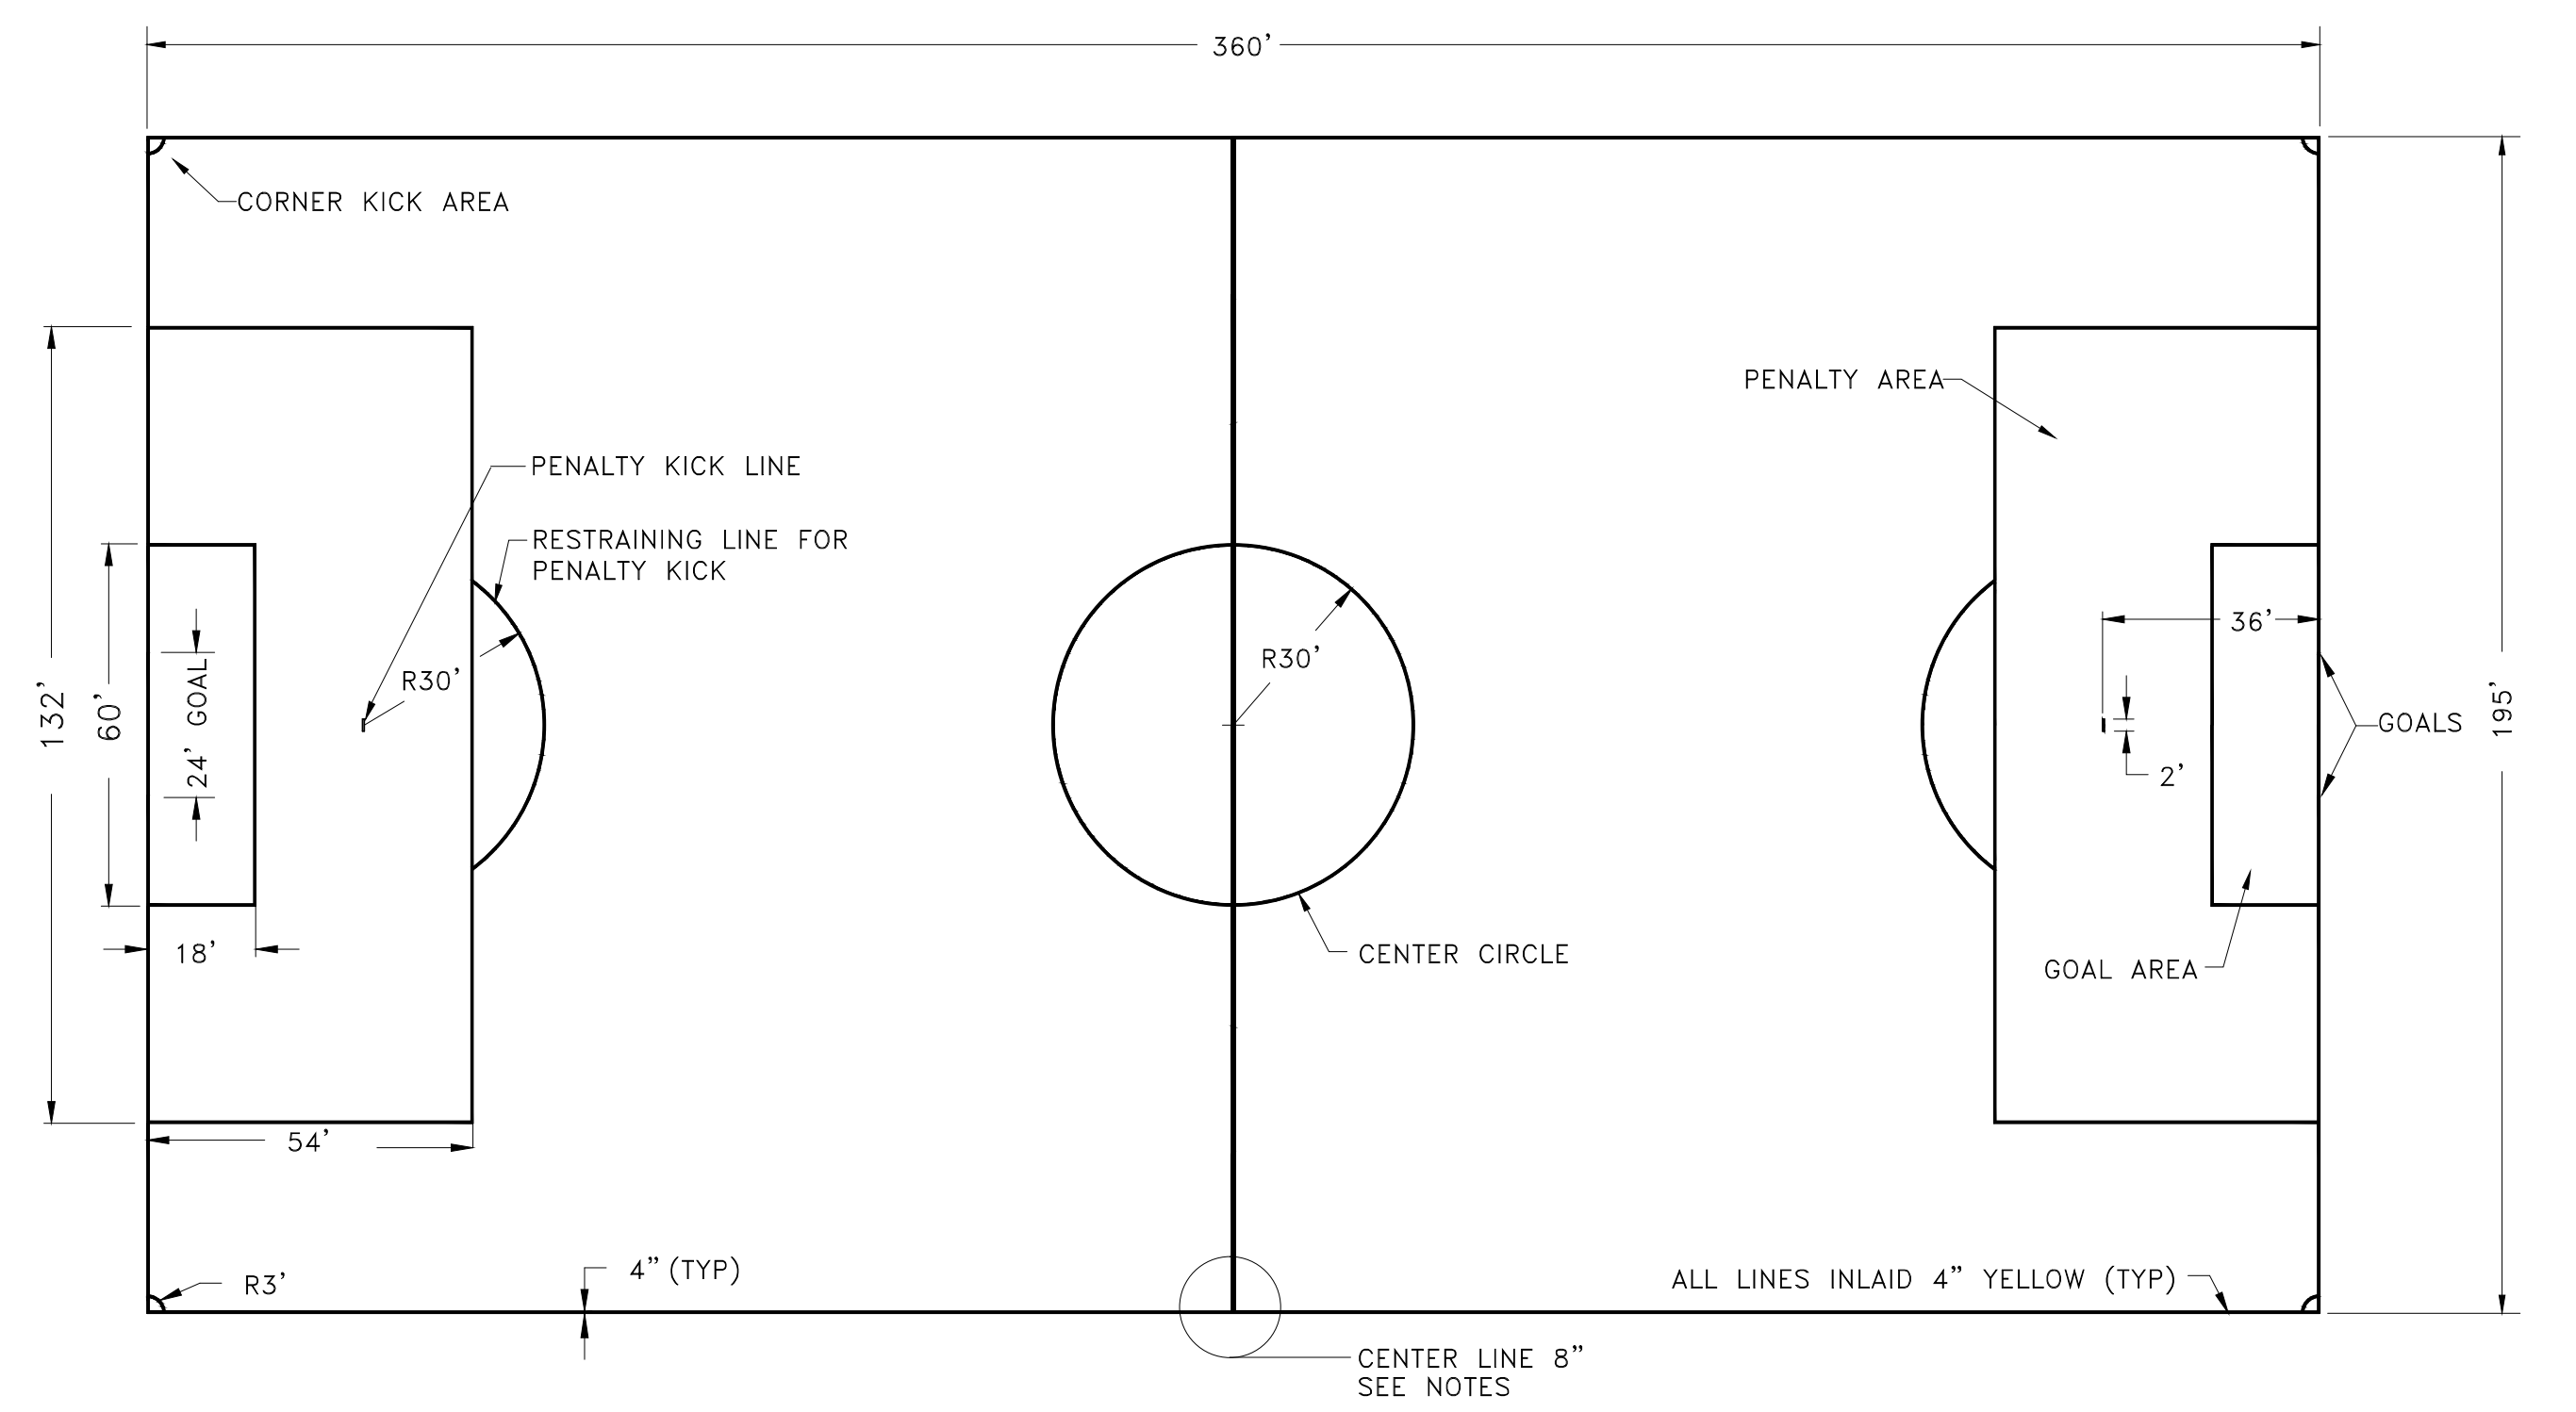 360’
CORNER KICK AREA
PENALTY AREA
PENALTY KICK LINE
RESTRAINING LINE FOR
PENALTY KICK
R30’
R30’
36’
132’
60’
24’ GOAL
GOALS
195’
2’
18’
CENTER CIRCLE
GOAL AREA
54’
R3’
4” (TYP)
ALL LINES INLAID 4” YELLOW (TYP)
CENTER LINE 8”
SEE NOTES